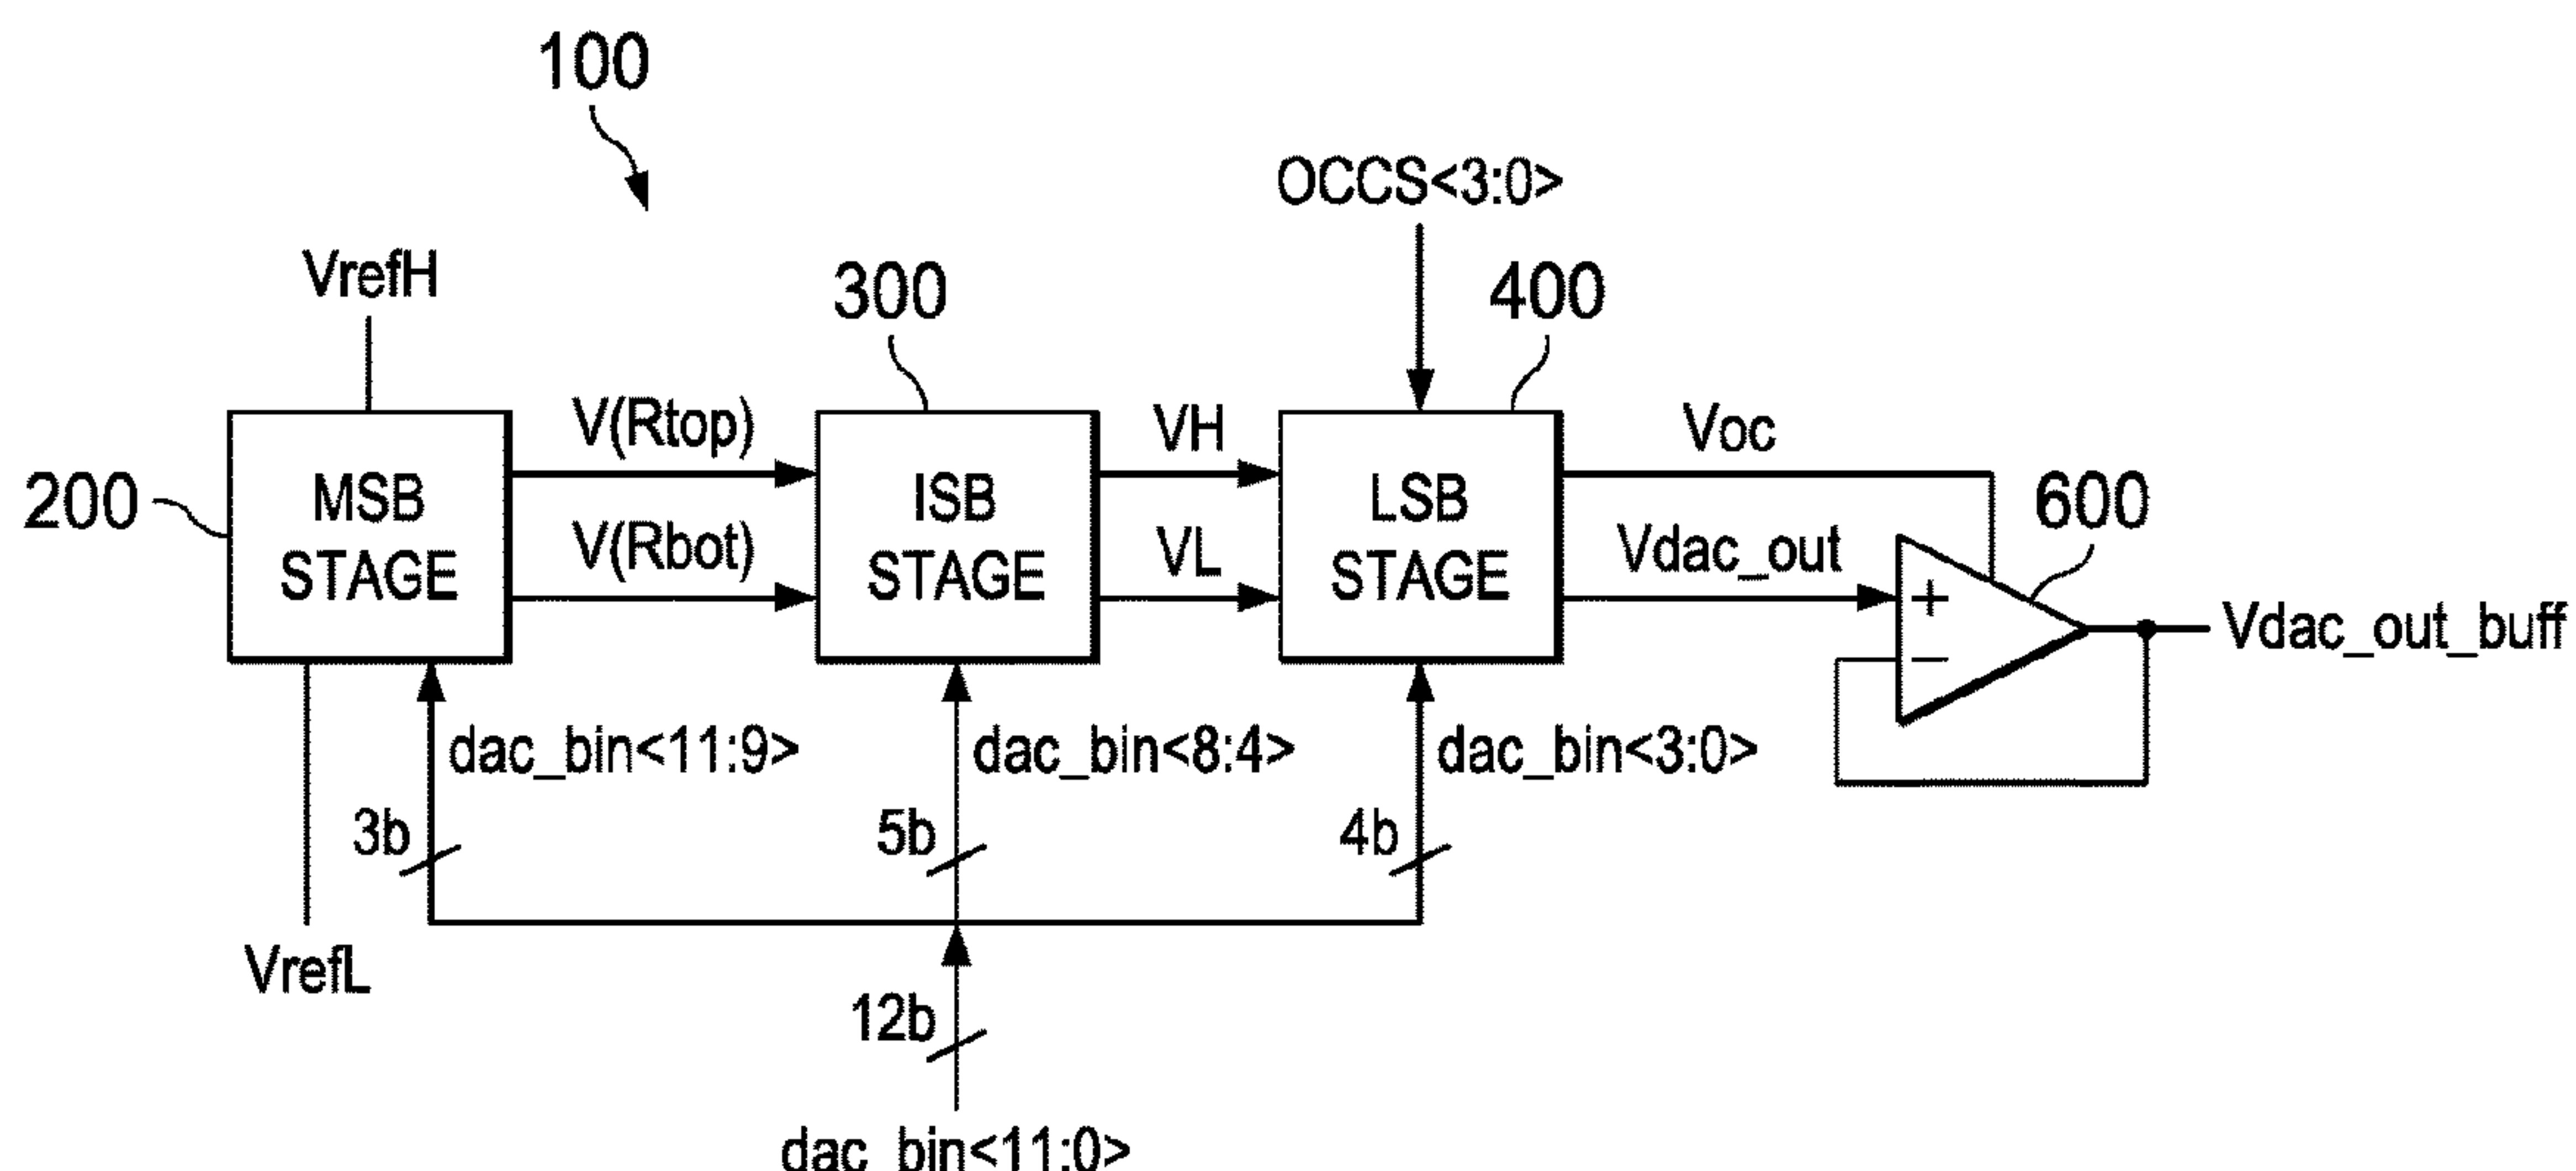 100
OCCS<3:0>
VrefH
300
400
V(Rtop)
VH
Voc
200
MSB
STAGE
ISB
STAGE
LSB
STAGE
600
V(Rbot)
VL
Vdac_out
+
−
Vdac_out_buff
dac_bin<11:9>
dac_bin<8:4>
dac_bin<3:0>
3b
5b
4b
VrefL
12b
dac_bin<11:0>